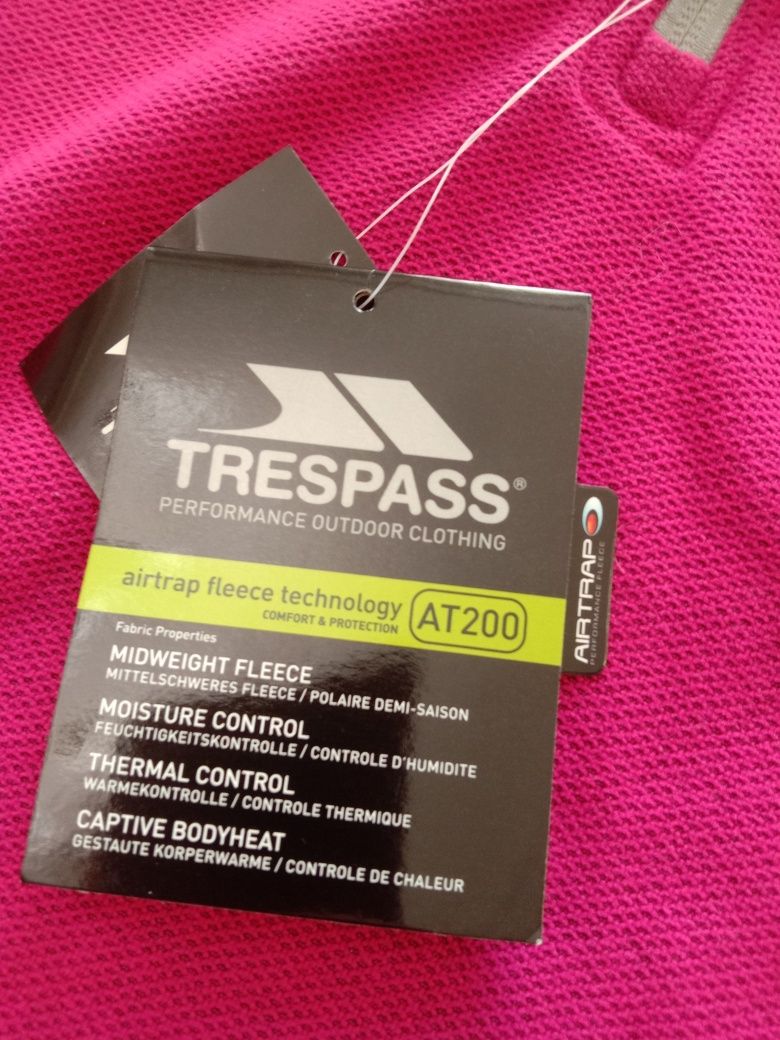 TRESPASS®
PERFORMANCE OUTDOOR CLOTHING
airtrap fleece technology
COMFORT & PROTECTION
AT200
Fabric Properties
MIDWEIGHT FLEECE
MITTELSCHWERES FLEECE / POLAIRE DEMI-SAISON
MOISTURE CONTROL
FEUCHTIGKEITSKONTROLLE / CONTROLE D'HUMIDITE
THERMAL CONTROL
WARMEKONTROLLE / CONTROLE THERMIQUE
CAPTIVE BODYHEAT
GESTAUTE KORPERWARME / CONTROLE DE CHALEUR
AIRTRAP
PERFORMANCE FLEECE